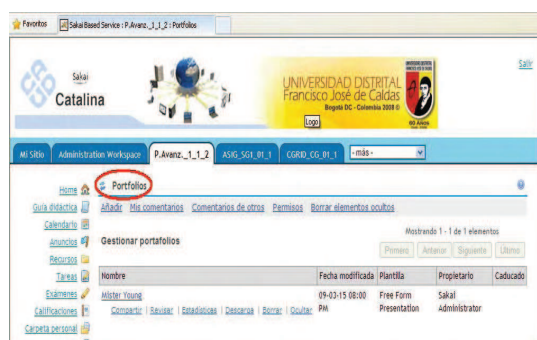 Favoritos Sakai Based Service : P.Avanz._1_1_2 : Portfolios
Sakai
Catalina
UNIVERSIDAD DISTRITAL
Francisco José de Caldas
Bogotá DC - Colombia 2009 ©
Logo
60 Años
Salir
Mi Sitio Administration Workspace P.Avanz._1_1_2 ASIG_SG1_01_1 CGRID_CG_01_1 - más -
Home
Guía didáctica
Calendario
Anuncios
Recursos
Tareas
Exámenes
Calificaciones
Carpeta personal
Portfolios
Añadir Mis comentarios Comentarios de otros Permisos Borrar elementos ocultos
Gestionar portafolios
Mostrando 1 - 1 de 1 elementos
Primero Anterior Siguiente Último
Nombre Fecha modificada Plantilla Propietario Caducado
Mister Young 09-03-15 08:00 PM Free Form Presentation Sakai Administrator
Compartir | Revisar | Estadísticas | Descarga | Borrar | Ocultar